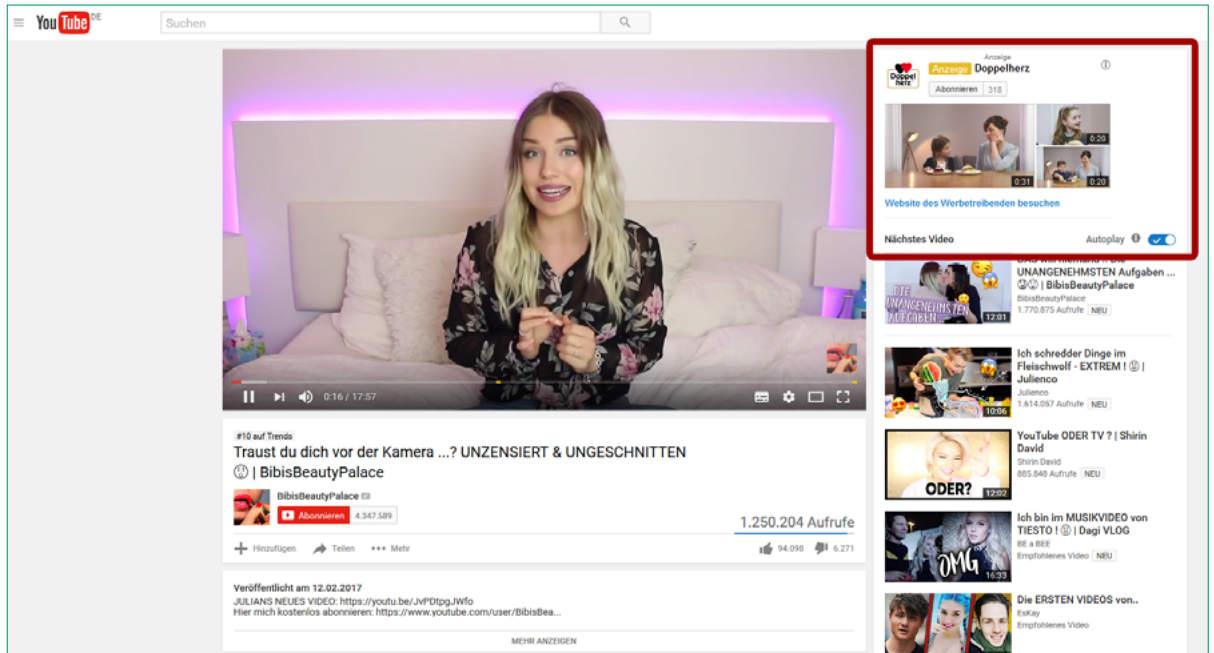 YouTube DE
Suchen
Anzeige
Doppel
herz
Anzeige Doppelherz
Abonnieren 318
0:20
0:31
0:20
Website des Werbetreibenden besuchen
Nächstes Video Autoplay
0:16 / 17:57
#10 auf Trends
Traust du dich vor der Kamera ...? UNZENSIERT & UNGESCHNITTEN
| BibisBeautyPalace
BibisBeautyPalace
Abonnieren 4.347.589
1.250.204 Aufrufe
Hinzufügen Teilen Mehr
94.098 6.271
Veröffentlicht am 12.02.2017
JULIANS NEUES VIDEO: https://youtu.be/JvPDtpgJWfo
Hier mich kostenlos abonnieren: https://www.youtube.com/user/BibisBea...
MEHR ANZEIGEN
DIE
UNANGENEHMSTEN
AUFGABEN...
12:01
DAS will niemand !! Die
UNANGENEHMSTEN Aufgaben ...
| BibisBeautyPalace
BibisBeautyPalace
1.770.875 Aufrufe NEU
10:06
Ich schredder Dinge im
Fleischwolf - EXTREM ! |
Julienco
Julienco
1.614.057 Aufrufe NEU
ODER?
12:02
YouTube ODER TV ? | Shirin
David
Shirin David
885.848 Aufrufe NEU
OMG
16:33
Ich bin im MUSIKVIDEO von
TIESTO ! | Dagi VLOG
BE a BEE
Empfohlenes Video NEU
Die ERSTEN VIDEOS von..
EsKay
Empfohlenes Video